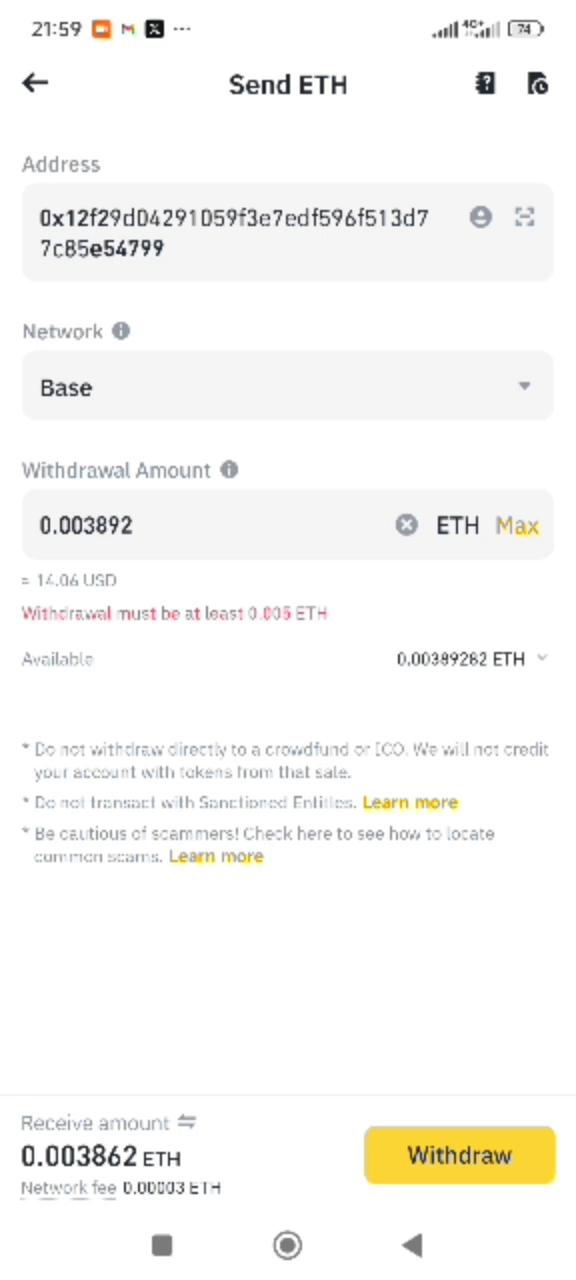 21:59
4G+
74
Send ETH
Address
0x12f29d04291059f3e7edf596f513d7
7c85e54799
Network
Base
Withdrawal Amount
0.003892 ETH Max
≈ 14.06 USD
Withdrawal must be at least 0.005 ETH
Available 0.00389282 ETH
* Do not withdraw directly to a crowdfund or ICO. We will not credit
your account with tokens from that sale.
* Do not transact with Sanctioned Entities. Learn more
* Be cautious of scammers! Check here to see how to locate
common scams. Learn more
Receive amount
0.003862 ETH
Network fee 0.00003 ETH
Withdraw